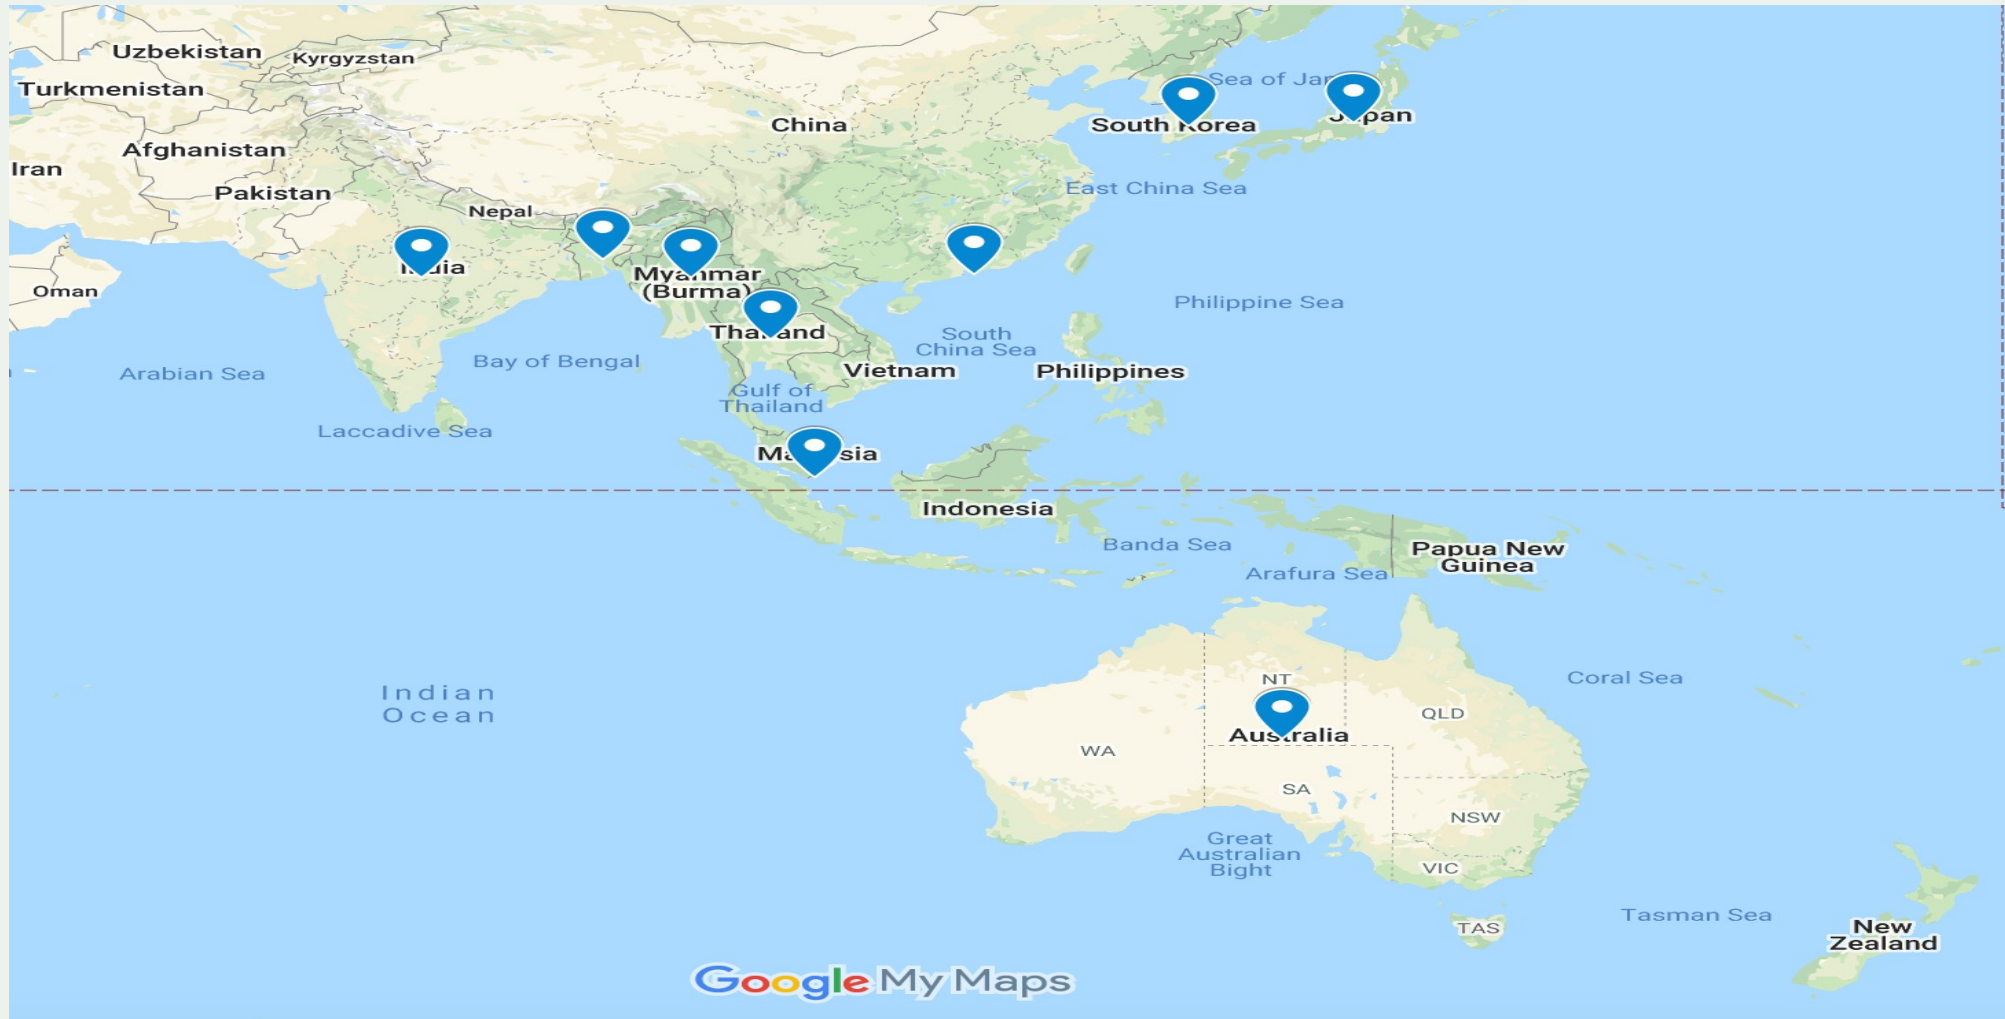 Uzbekistan
Kyrgyzstan
Turkmenistan
Sea of
China
South Korea
Afghanistan
Iran
East China Sea
Pakistan
Nepal
Myanmar
(Burma)
Oman
Philippine Sea
Thailand
South
China Sea
Bay of Bengal
Vietnam
Philippines
Arabian Sea
Gulf of
Thailand
Laccadive Sea
Indonesia
Banda Sea
Papua New
Guinea
Arafura Sea
NT
Coral Sea
Indian
Ocean
QLD
Australia
WA
SA
NSW
Great
Australian
Bight
VIC
Tasman Sea
TAS
New
Zealand
Google My Maps